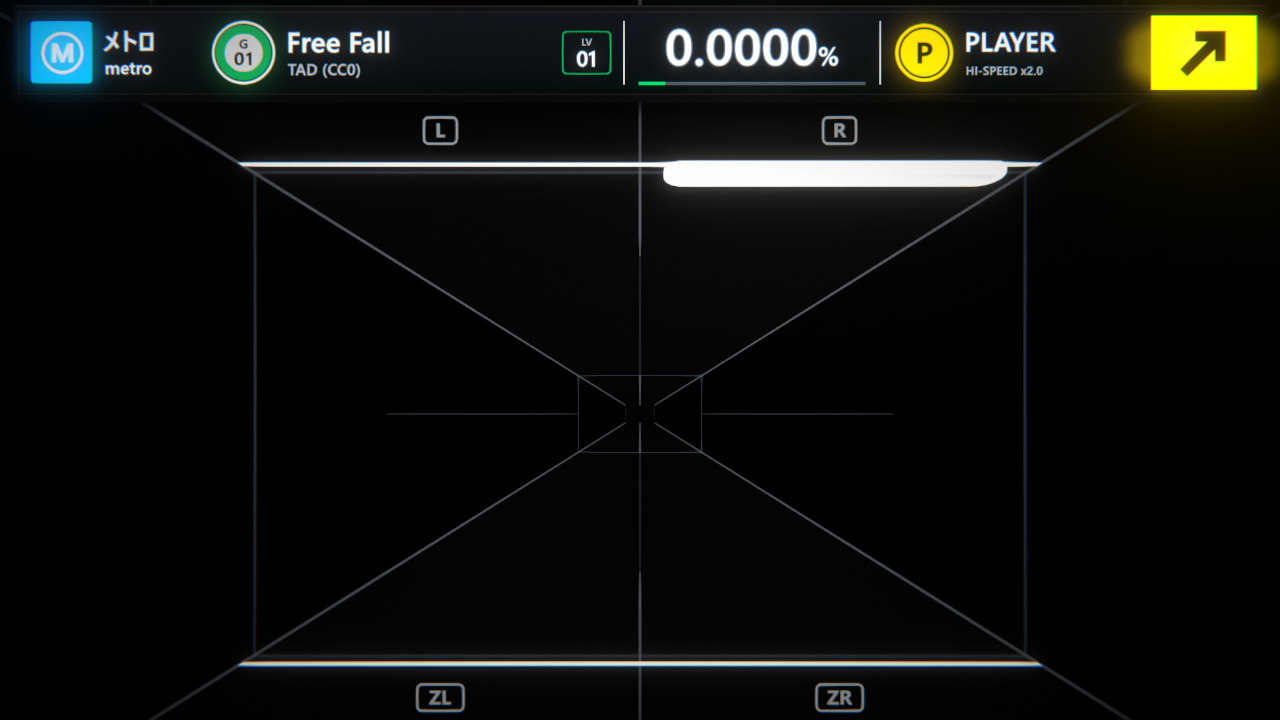 M
メトロ
metro
G
01
Free Fall
TAD (CC0)
LV
01
0.0000%
P
PLAYER
HI-SPEED x2.0
L
R
ZL
ZR